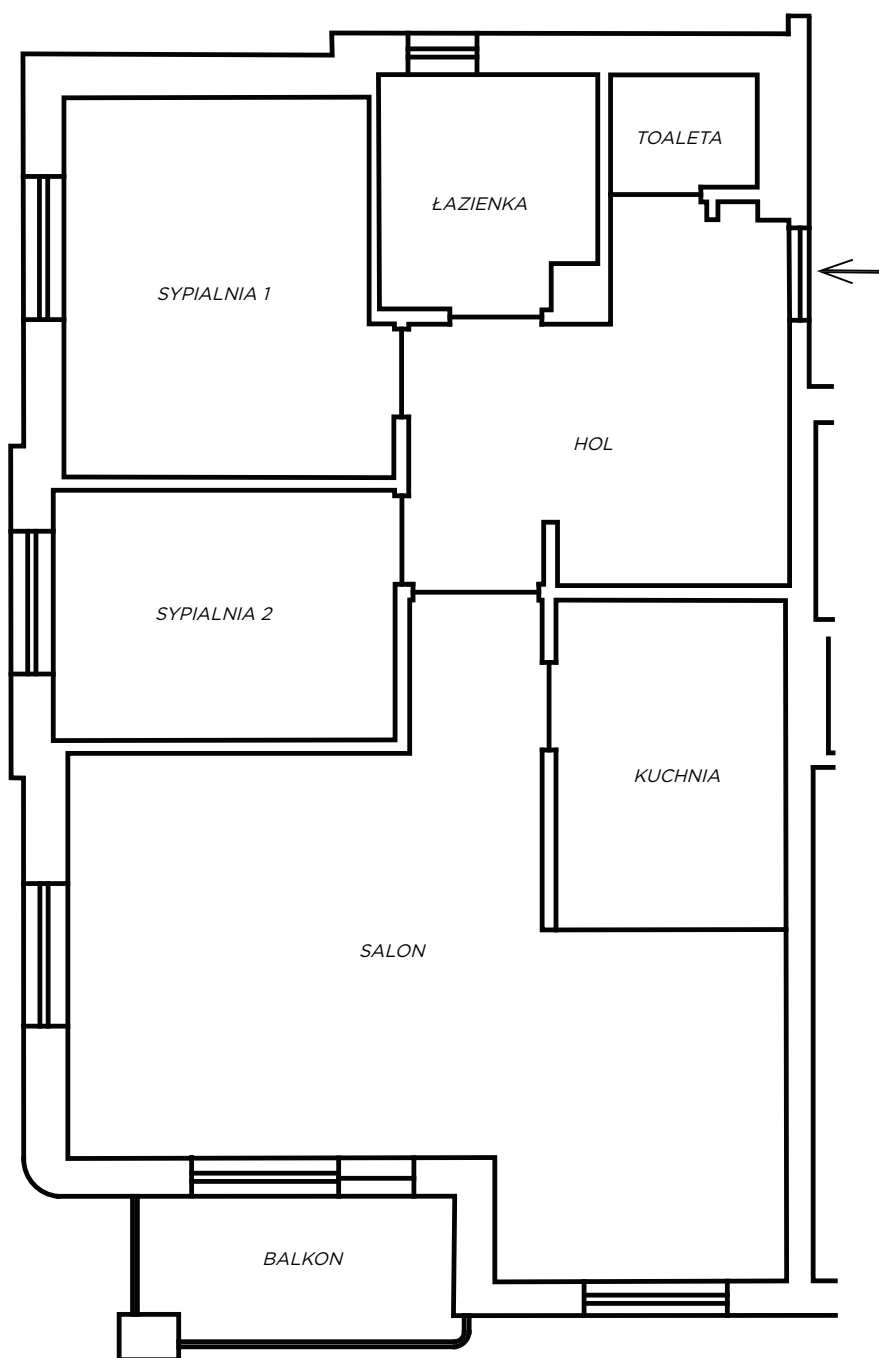 TOALETA
ŁAZIENKA
SYPIALNIA 1
HOL
SYPIALNIA 2
KUCHNIA
SALON
BALKON